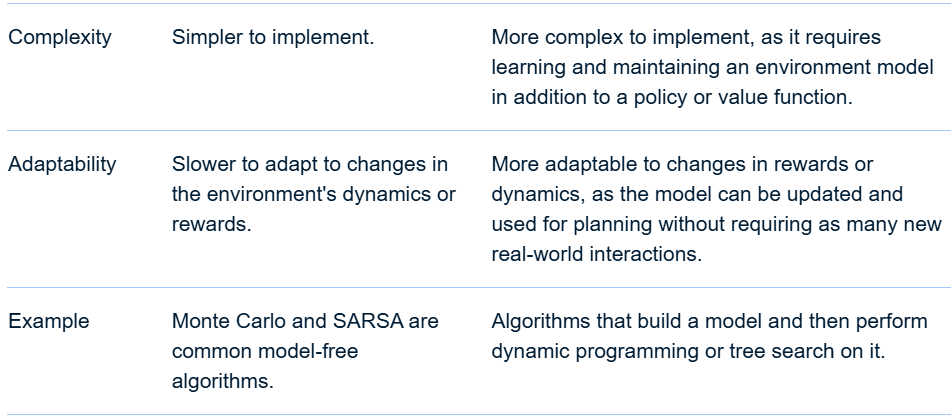 Complexity
Simpler to implement.
More complex to implement, as it requires
learning and maintaining an environment model
in addition to a policy or value function.
Adaptability
Slower to adapt to changes in
the environment's dynamics or
rewards.
More adaptable to changes in rewards or
dynamics, as the model can be updated and
used for planning without requiring as many new
real-world interactions.
Example
Monte Carlo and SARSA are
common model-free
algorithms.
Algorithms that build a model and then perform
dynamic programming or tree search on it.